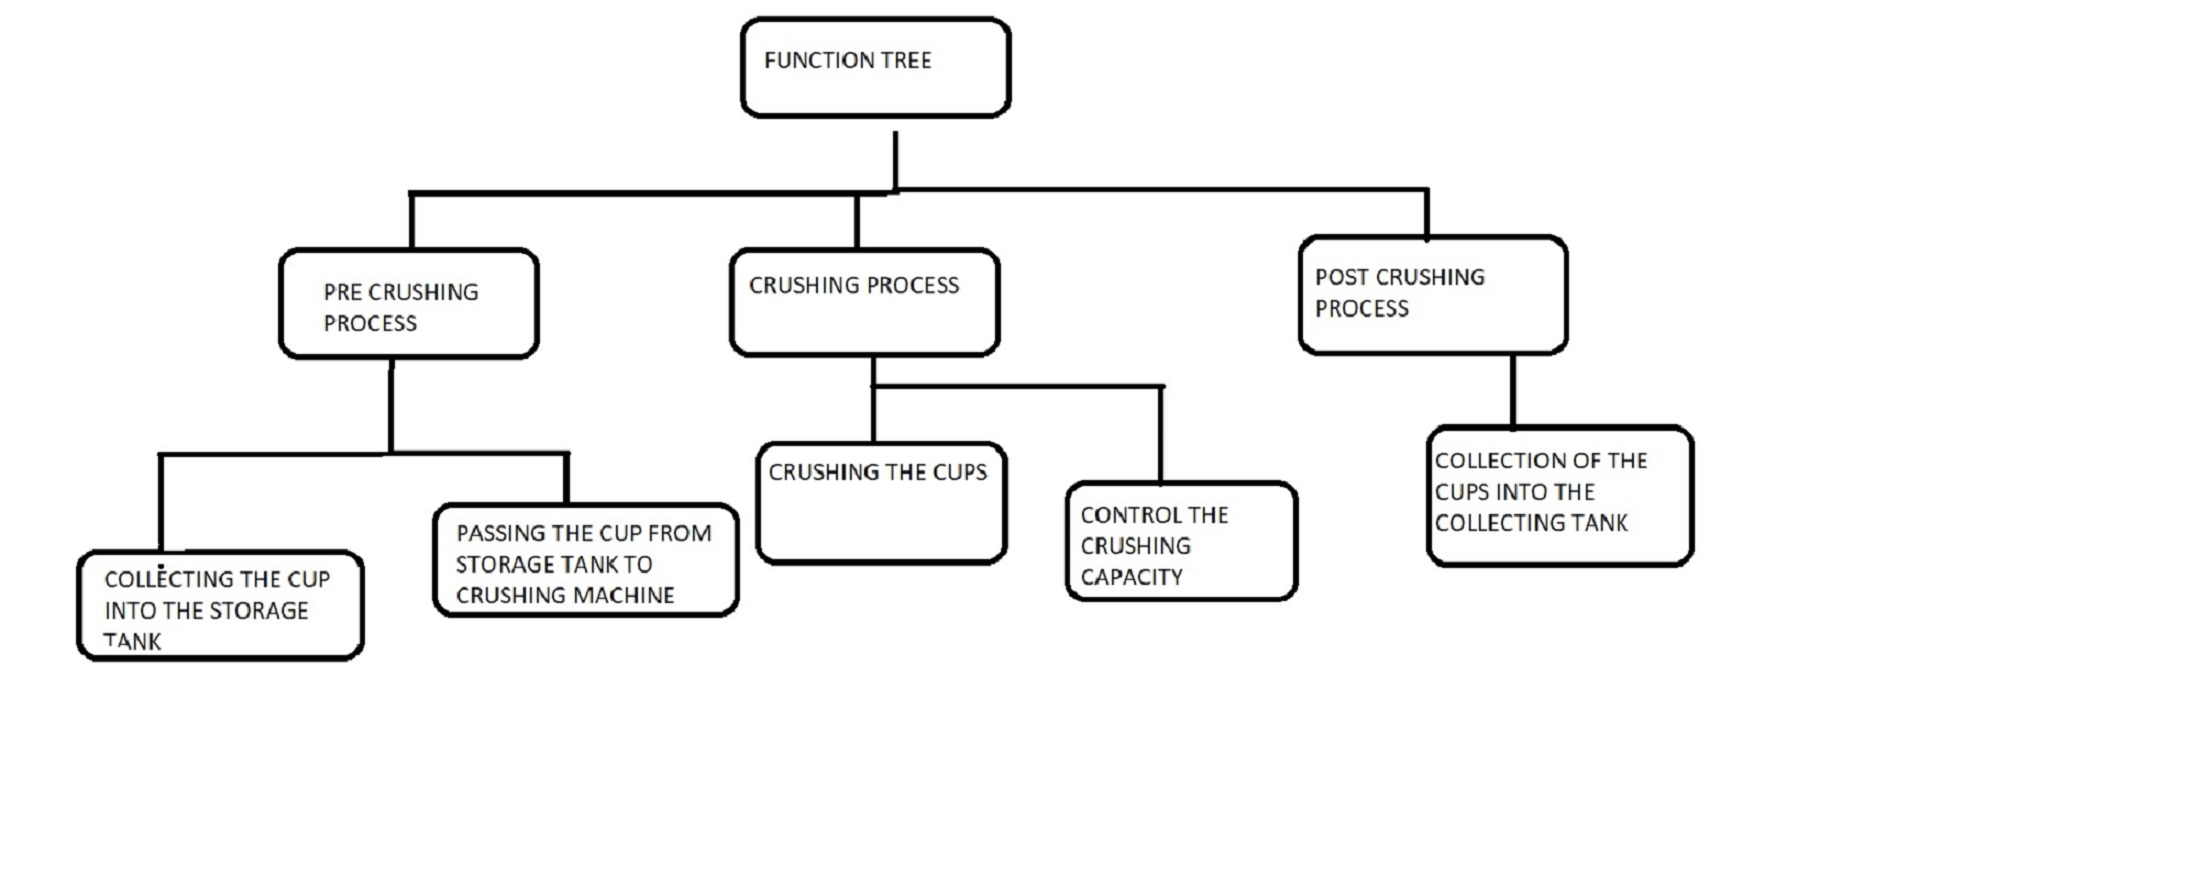 FUNCTION TREE
PRE CRUSHING
PROCESS
CRUSHING PROCESS
POST CRUSHING
PROCESS
COLLECTING THE CUP
INTO THE STORAGE
TANK
PASSING THE CUP FROM
STORAGE TANK TO
CRUSHING MACHINE
CRUSHING THE CUPS
CONTROL THE
CRUSHING
CAPACITY
COLLECTION OF THE
CUPS INTO THE
COLLECTING TANK